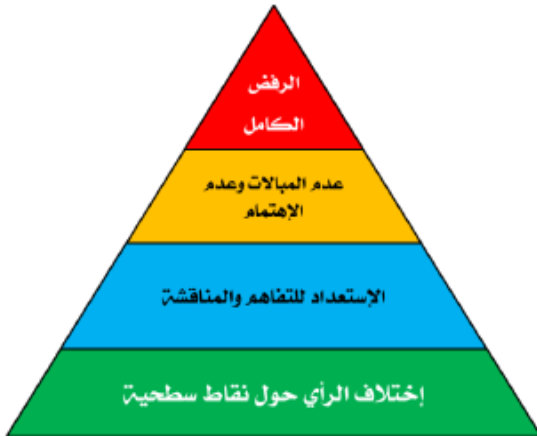 الرفض
الكامل
عدم المبالات وعدم
الإهتمام
الإستعداد للتفاهم والمناقشة
إختلاف الرأي حول نقاط سطحية